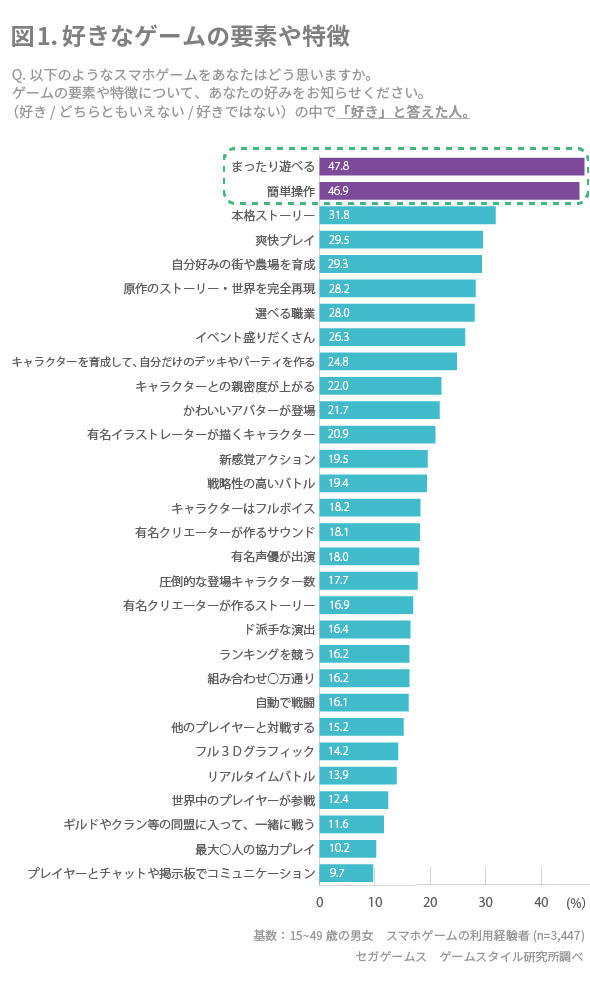 図1. 好きなゲームの要素や特徴
Q. 以下のようなスマホゲームをあなたはどう思いますか。
ゲームの要素や特徴について、あなたの好みをお知らせください。
（好き / どちらともいえない / 好きではない）の中で「好き」と答えた人。
まったり遊べる 47.8
簡単操作 46.9
本格ストーリー 31.8
爽快プレイ 29.5
自分好みの街や農場を育成 29.3
原作のストーリー・世界を完全再現 28.2
選べる職業 28.0
イベント盛りだくさん 26.3
キャラクターを育成して、自分だけのデッキやパーティを作る 24.8
キャラクターとの親密度が上がる 22.0
かわいいアバターが登場 21.7
有名イラストレーターが描くキャラクター 20.9
新感覚アクション 19.5
戦略性の高いバトル 19.4
キャラクターはフルボイス 18.2
有名クリエーターが作るサウンド 18.1
有名声優が出演 18.0
圧倒的な登場キャラクター数 17.7
有名クリエーターが作るストーリー 16.9
ド派手な演出 16.4
ランキングを競う 16.2
組み合わせ〇万通り 16.2
自動で戦闘 16.1
他のプレイヤーと対戦する 15.2
フル３Ｄグラフィック 14.2
リアルタイムバトル 13.9
世界中のプレイヤーが参戦 12.4
ギルドやクラン等の同盟に入って、一緒に戦う 11.6
最大〇人の協力プレイ 10.2
プレイヤーとチャットや掲示板でコミュニケーション 9.7
0 10 20 30 40 (%)
基数：15~49 歳の男女　スマホゲームの利用経験者 (n=3,447)
セガゲームス　ゲームスタイル研究所調べ